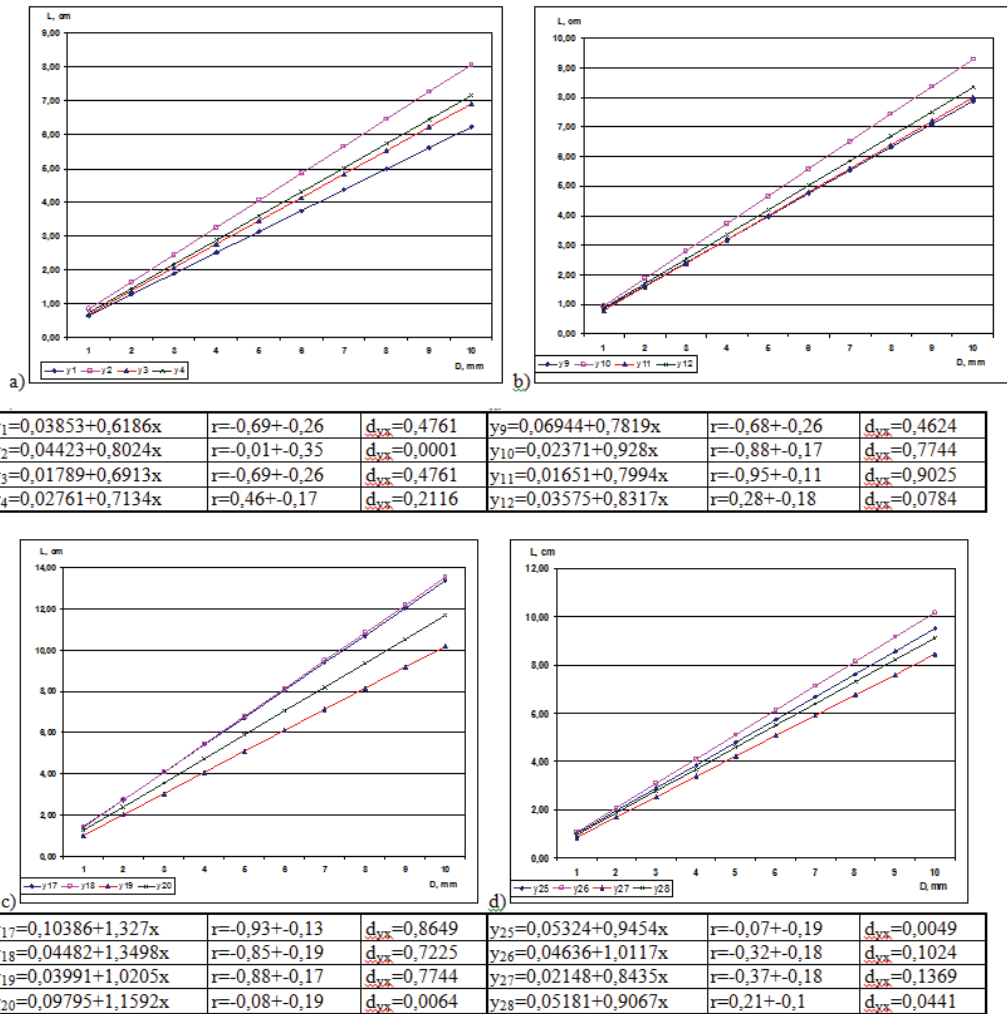 L, cm
9,00
8,00
7,00
6,00
5,00
4,00
3,00
2,00
1,00
0,00
1 2 3 4 5 6 7 8 9 10
D, mm
y1 y2 y3 y4
a)
L, cm
10,00
9,00
8,00
7,00
6,00
5,00
4,00
3,00
2,00
1,00
0,00
1 2 3 4 5 6 7 8 9 10
D, mm
y9 y10 y11 y12
b)
1=0,03853+0,6186x r=-0,69+-0,26 dyx=0,4761 y9=0,06944+0,7819x r=-0,68+-0,26 dyx=0,4624
2=0,04423+0,8024x r=-0,01+-0,35 dyx=0,0001 y10=0,02371+0,928x r=-0,88+-0,17 dyx=0,7744
3=0,01789+0,6913x r=-0,69+-0,26 dyx=0,4761 y11=0,01651+0,7994x r=-0,95+-0,11 dyx=0,9025
4=0,02761+0,7134x r=0,46+-0,17 dyx=0,2116 y12=0,03575+0,8317x r=0,28+-0,18 dyx=0,0784
L, cm
14,00
12,00
10,00
8,00
6,00
4,00
2,00
0,00
1 2 3 4 5 6 7 8 9 10
D, mm
y17 y18 y19 y20
c)
L, cm
12,00
10,00
8,00
6,00
4,00
2,00
0,00
1 2 3 4 5 6 7 8 9 10
D, mm
y25 y26 y27 y28
d)
17=0,10386+1,327x r=-0,93+-0,13 dyx=0,8649 y25=0,05324+0,9454x r=-0,07+-0,19 dyx=0,0049
18=0,04482+1,3498x r=-0,85+-0,19 dyx=0,7225 y26=0,04636+1,0117x r=-0,32+-0,18 dyx=0,1024
19=0,03991+1,0205x r=-0,88+-0,17 dyx=0,7744 y27=0,02148+0,8435x r=-0,37+-0,18 dyx=0,1369
20=0,09795+1,1592x r=-0,08+-0,19 dyx=0,0064 y28=0,05181+0,9067x r=0,21+-0,1 dyx=0,0441